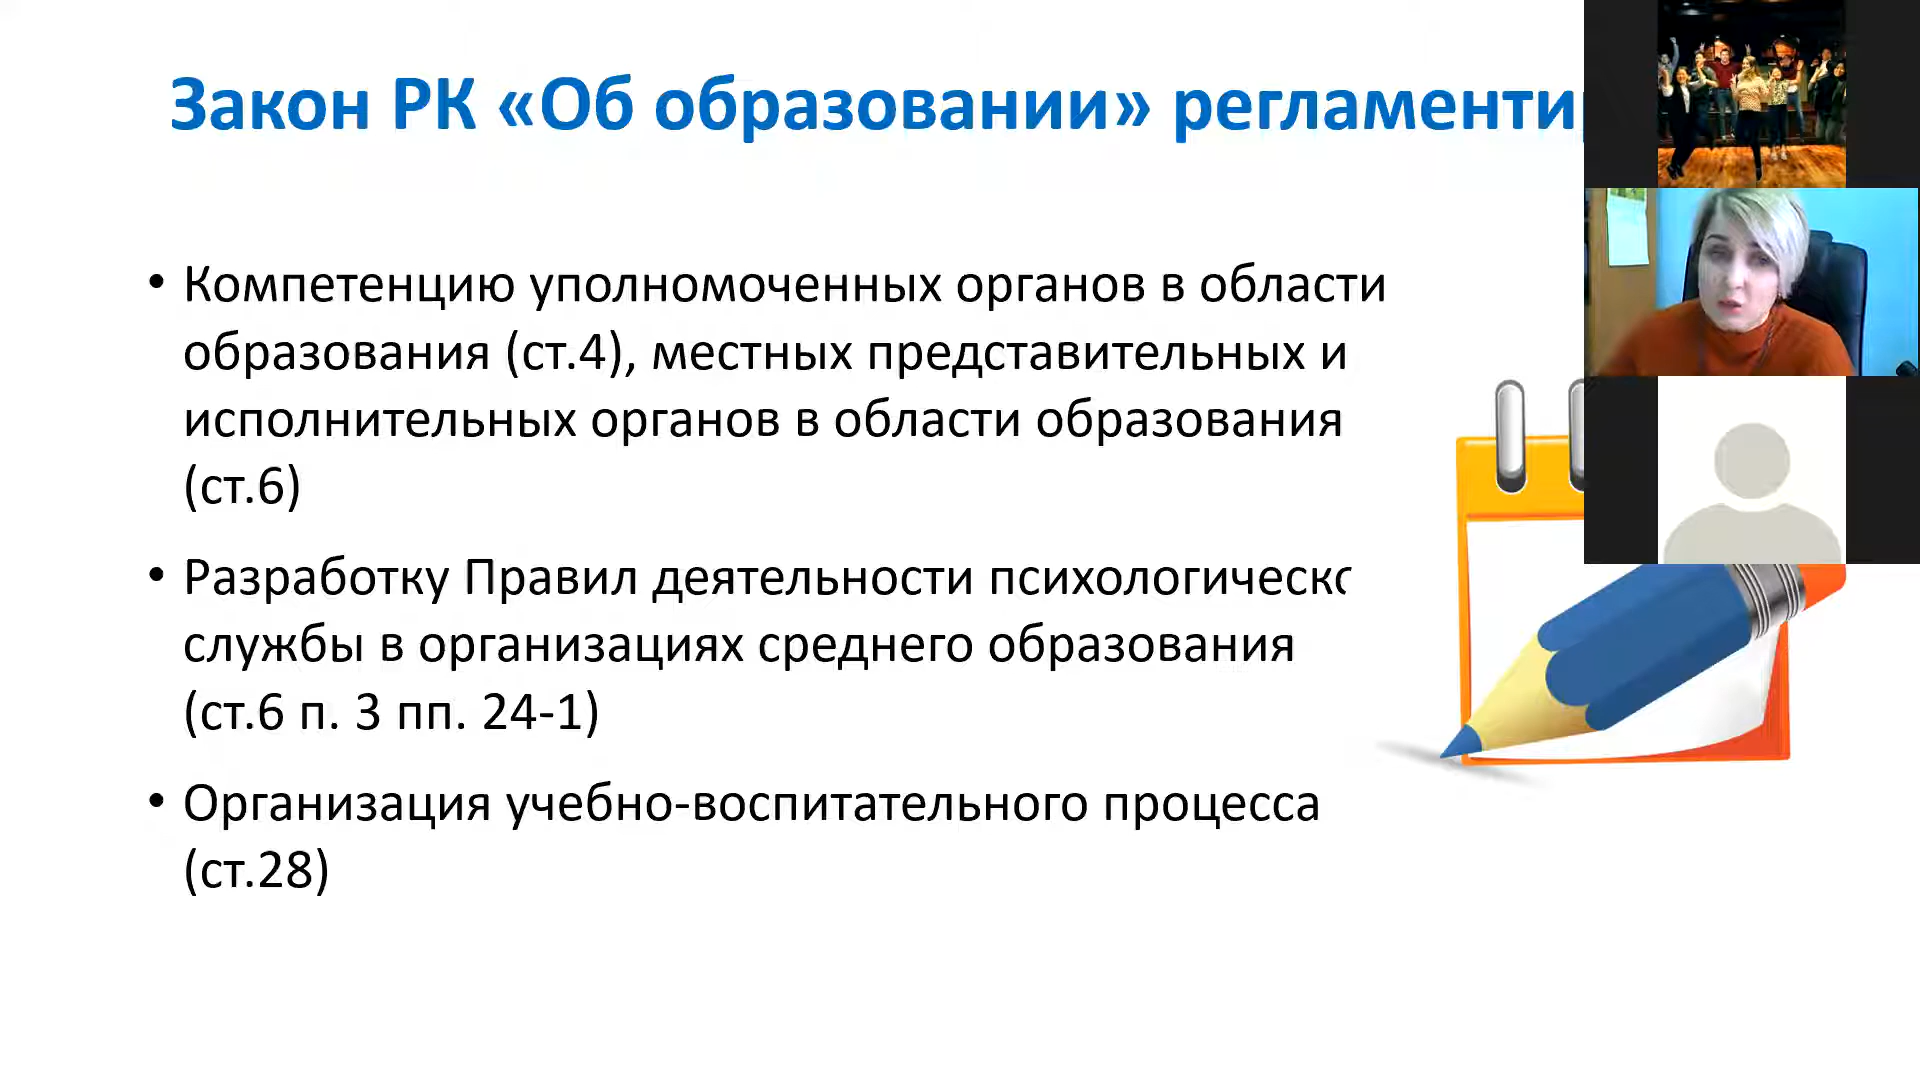 Закон РК «Об образовании»
• Компетенцию уполномоченных органов в области
образования (ст.4), местных представительных и
исполнительных органов в области образования
(ст.6)
• Разработку Правил деятельности
службы в организациях среднего образования
(ст.6 п. 3 пп. 24-1)
• Организация учебно-воспитательного процесса
(ст.28)